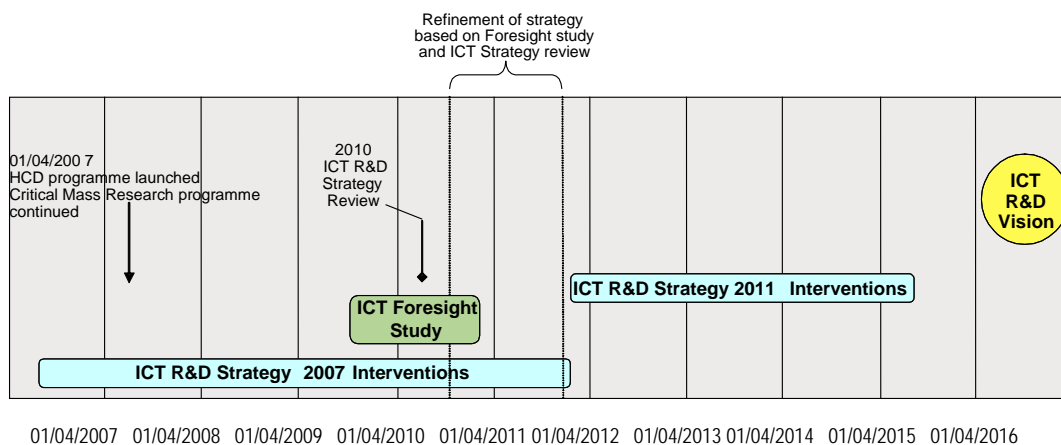 Refinement of strategy
based on Foresight study
and ICT Strategy review
01/04/200 7
HCD programme launched
Critical Mass Research programme
continued
2010
ICT R&D
Strategy
Review
ICT
R&D
Vision
ICT R&D Strategy 2011 Interventions
ICT Foresight
Study
ICT R&D Strategy 2007 Interventions
01/04/2007 01/04/2008 01/04/2009 01/04/2010 01/04/2011 01/04/2012 01/04/2013 01/04/2014 01/04/2015 01/04/2016